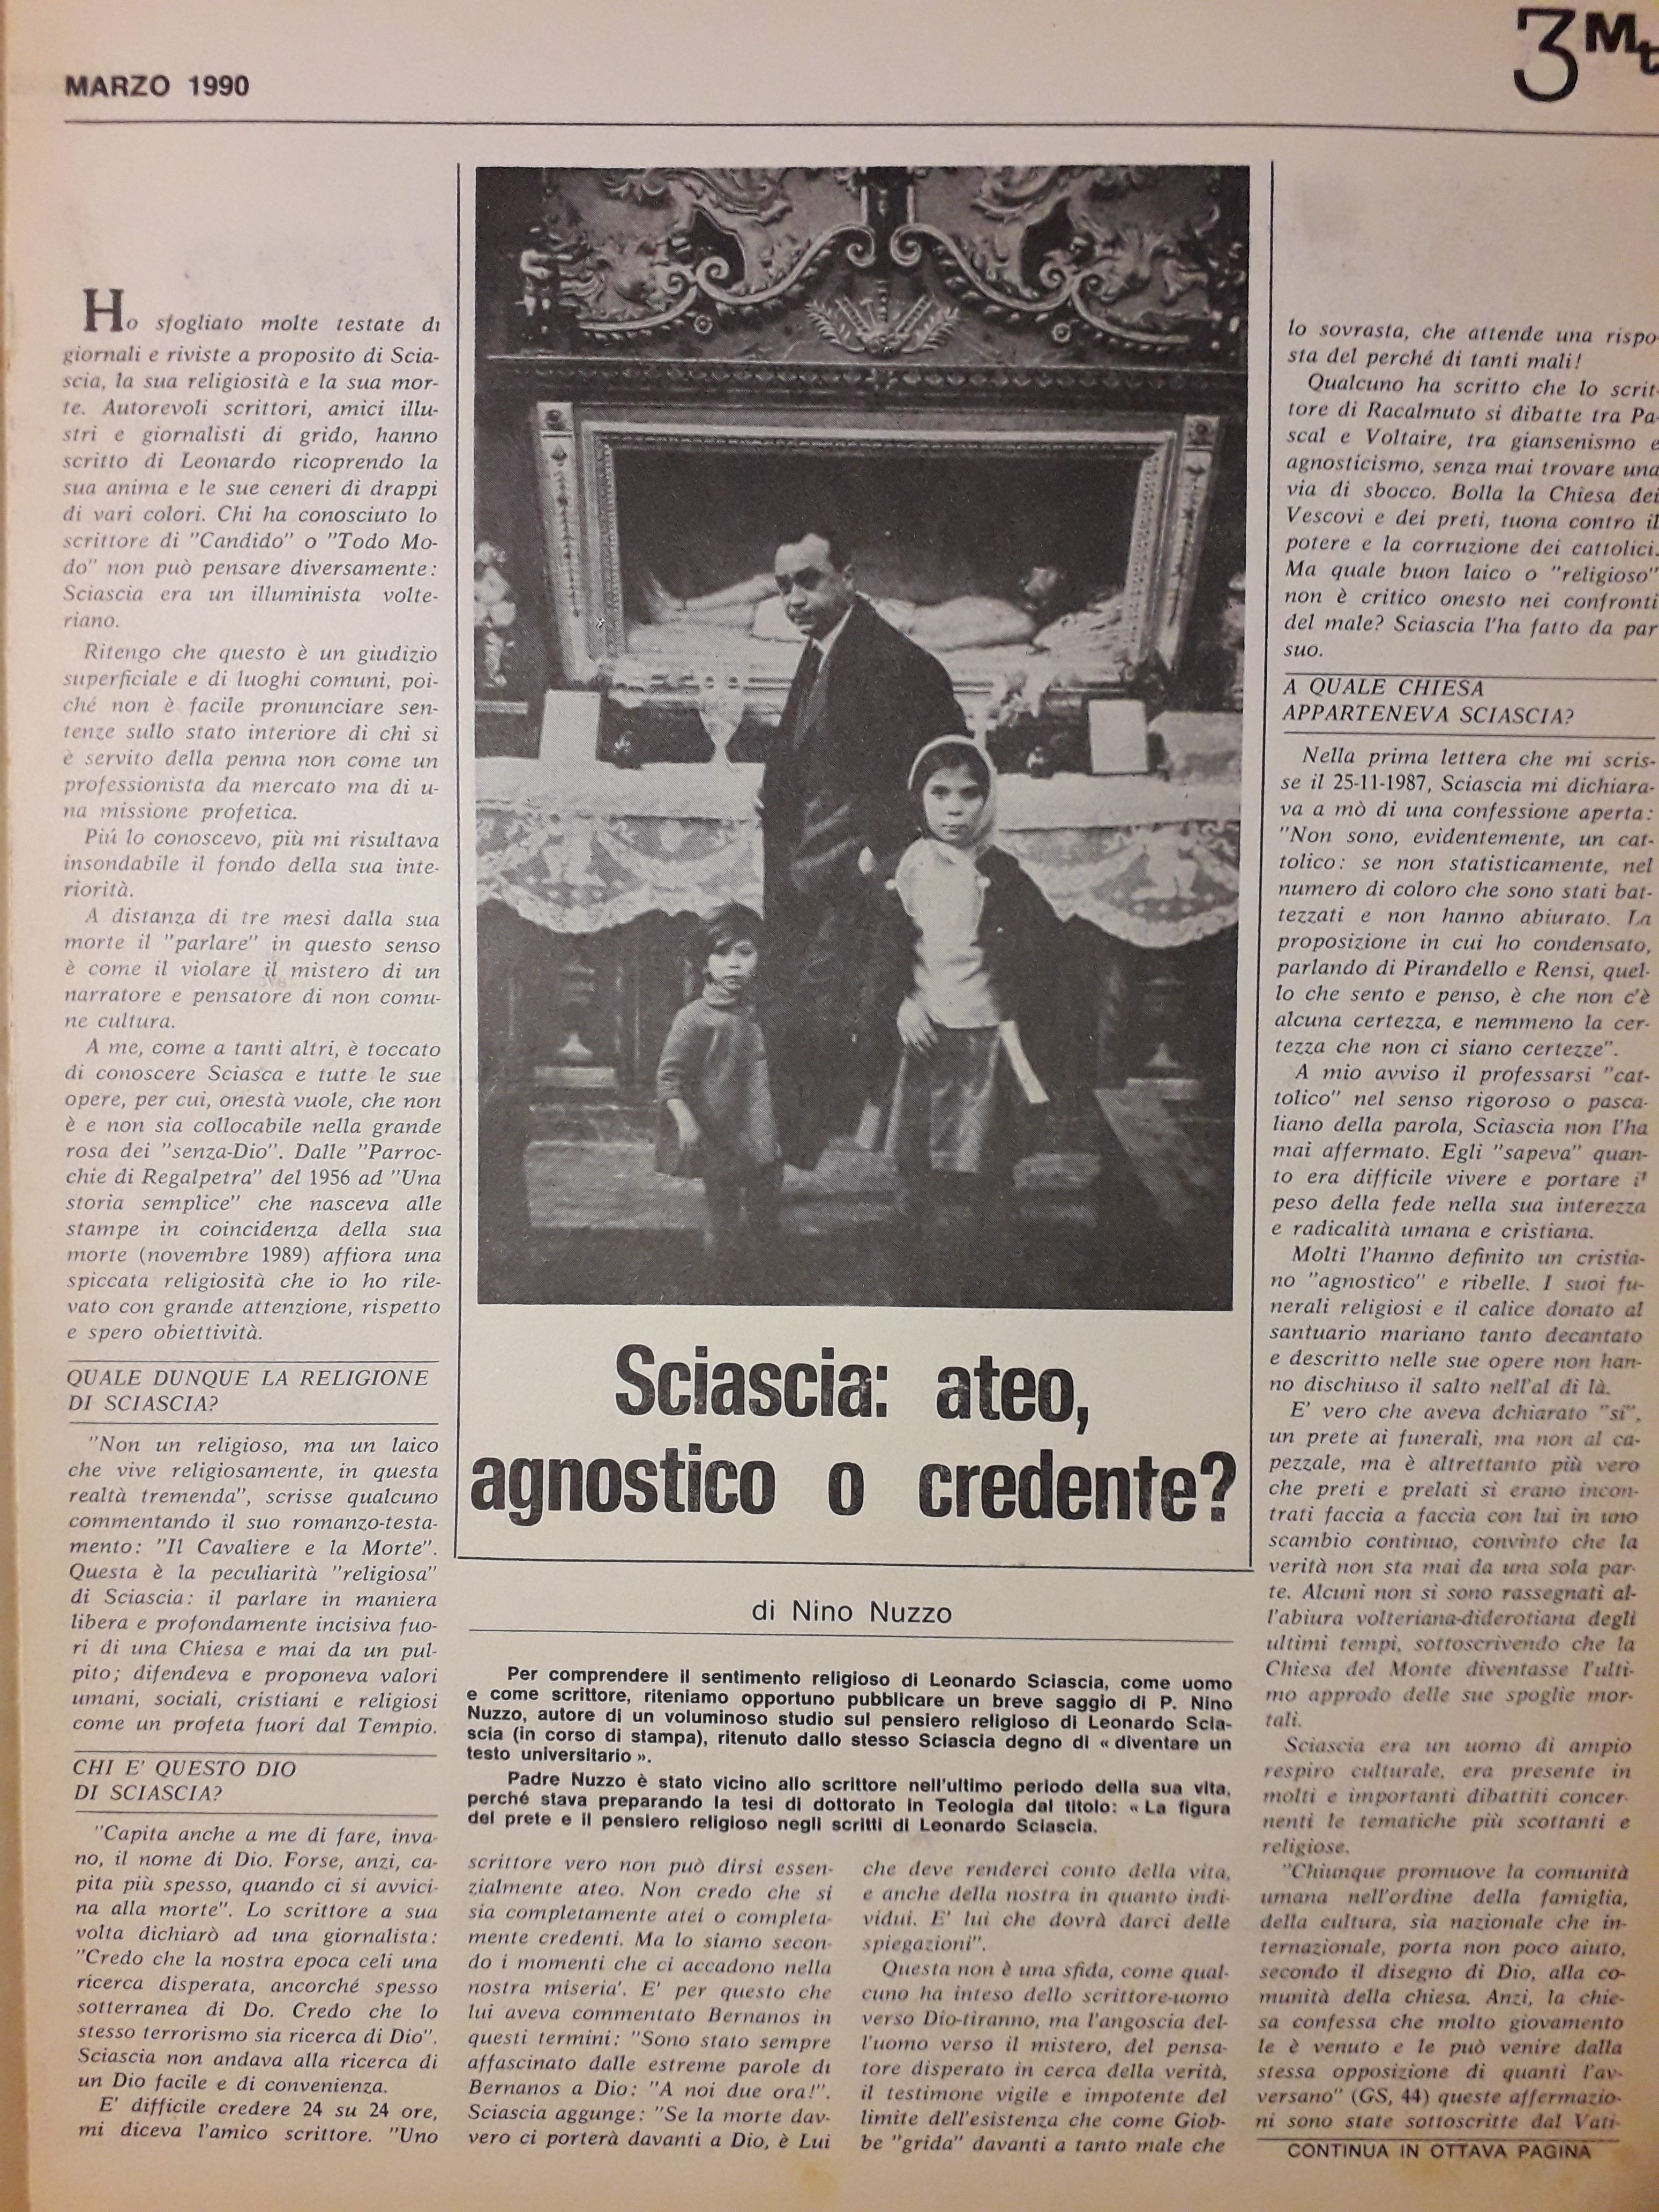 MARZO 1990
3 Mt
Ho sfogliato molte testate di
giornali e riviste a proposito di Scia-
scia, la sua religiosità e la sua mor-
te. Autorevoli scrittori, amici illu-
stri e giornalisti di grido, hanno
scritto di Leonardo ricoprendo la
sua anima e le sue ceneri di drappi
di vari colori. Chi ha conosciuto lo
scrittore di "Candido" o "Todo Mo-
do" non può pensare diversamente:
Sciascia era un illuminista volte-
riano.
Ritengo che questo è un giudizio
superficiale e di luoghi comuni, poi-
ché non è facile pronunciare sen-
tenze sullo stato interiore di chi si
è servito della penna non come un
professionista da mercato ma di u-
na missione profetica.
Piú lo conoscevo, più mi risultava
insondabile il fondo della sua inte-
riorità.
A distanza di tre mesi dalla sua
morte il "parlare" in questo senso
è come il violare il mistero di un
narratore e pensatore di non comu-
ne cultura.
A me, come a tanti altri, è toccato
di conoscere Sciasca e tutte le sue
opere, per cui, onestà vuole, che non
è e non sia collocabile nella grande
rosa dei "senza-Dio". Dalle "Parroc-
chie di Regalpetra" del 1956 ad "Una
storia semplice" che nasceva alle
stampe in coincidenza della sua
morte (novembre 1989) affiora una
spiccata religiosità che io ho rile-
vato con grande attenzione, rispetto
e spero obiettività.
QUALE DUNQUE LA RELIGIONE
DI SCIASCIA?
"Non un religioso, ma un laico
che vive religiosamente, in questa
realtà tremenda", scrisse qualcuno
commentando il suo romanzo-testa-
mento: "Il Cavaliere e la Morte".
Questa è la peculiarità "religiosa"
di Sciascia: il parlare in maniera
libera e profondamente incisiva fuo-
ri di una Chiesa e mai da un pul-
pito; difendeva e proponeva valori
umani, sociali, cristiani e religiosi
come un profeta fuori dal Tempio.
CHI E' QUESTO DIO
DI SCIASCIA?
"Capita anche a me di fare, inva-
no, il nome di Dio. Forse, anzi, ca-
pita più spesso, quando ci si avvici-
na alla morte". Lo scrittore a sua
volta dichiarò ad una giornalista:
"Credo che la nostra epoca celi una
ricerca disperata, ancorché spesso
sotterranea di Do. Credo che lo
stesso terrorismo sia ricerca di Dio".
Sciascia non andava alla ricerca di
un Dio facile e di convenienza.
E' difficile credere 24 su 24 ore,
mi diceva l'amico scrittore. "Uno
Sciascia: ateo,
agnostico o credente?
di Nino Nuzzo
Per comprendere il sentimento religioso di Leonardo Sciascia, come uomo
e come scrittore, riteniamo opportuno pubblicare un breve saggio di P. Nino
Nuzzo, autore di un voluminoso studio sul pensiero religioso di Leonardo Scia-
scia (in corso di stampa), ritenuto dallo stesso Sciascia degno di « diventare un
testo universitario ».
Padre Nuzzo è stato vicino allo scrittore nell'ultimo periodo della sua vita,
perché stava preparando la tesi di dottorato in Teologia dal titolo: « La figura
del prete e il pensiero religioso negli scritti di Leonardo Sciascia.
scrittore vero non può dirsi essen-
zialmente ateo. Non credo che si
sia completamente atei o completa-
mente credenti. Ma lo siamo secon-
do i momenti che ci accadono nella
nostra miseria'. E' per questo che
lui aveva commentato Bernanos in
questi termini: "Sono stato sempre
affascinato dalle estreme parole di
Bernanos a Dio: "A noi due ora!".
Sciascia aggunge: "Se la morte dav-
vero ci porterà davanti a Dio, è Lui
che deve renderci conto della vita,
e anche della nostra in quanto indi-
vidui. E' lui che dovrà darci delle
spiegazioni".
Questa non è una sfida, come qual-
cuno ha inteso dello scrittore-uomo
verso Dio-tiranno, ma l'angoscia del-
l'uomo verso il mistero, del pensa-
tore disperato in cerca della verità,
il testimone vigile e impotente del
limite dell'esistenza che come Giob-
be "grida" davanti a tanto male che
lo sovrasta, che attende una rispo-
sta del perché di tanti mali!
Qualcuno ha scritto che lo scrit-
tore di Racalmuto si dibatte tra Pa-
scal e Voltaire, tra giansenismo e
agnosticismo, senza mai trovare una
via di sbocco. Bolla la Chiesa dei
Vescovi e dei preti, tuona contro il
potere e la corruzione dei cattolici.
Ma quale buon laico o "religioso"
non è critico onesto nei confronti
del male? Sciascia l'ha fatto da par
suo.
A QUALE CHIESA
APPARTENEVA SCIASCIA?
Nella prima lettera che mi scris-
se il 25-11-1987, Sciascia mi dichiara-
va a mò di una confessione aperta:
"Non sono, evidentemente, un cat-
tolico: se non statisticamente, nel
numero di coloro che sono stati bat-
tezzati e non hanno abiurato. La
proposizione in cui ho condensato,
parlando di Pirandello e Rensi, quel-
lo che sento e penso, è che non c'è
alcuna certezza, e nemmeno la cer-
tezza che non ci siano certezze".
A mio avviso il professarsi "cat-
tolico" nel senso rigoroso o pasca-
liano della parola, Sciascia non l'ha
mai affermato. Egli "sapeva" quan-
to era difficile vivere e portare il
peso della fede nella sua interezza
e radicalità umana e cristiana.
Molti l'hanno definito un cristia-
no "agnostico" e ribelle. I suoi fu-
nerali religiosi e il calice donato al
santuario mariano tanto decantato
e descritto nelle sue opere non han-
no dischiuso il salto nell'al di là.
E' vero che aveva dchiarato "si",
un prete ai funerali, ma non al ca-
pezzale, ma è altrettanto più vero
che preti e prelati si erano incon-
trati faccia a faccia con lui in uno
scambio continuo, convinto che la
verità non sta mai da una sola par-
te. Alcuni non si sono rassegnati al-
l'abiura volteriana-diderotiana degli
ultimi tempi, sottoscrivendo che la
Chiesa del Monte diventasse l'ulti-
mo approdo delle sue spoglie mor-
tali.
Sciascia era un uomo di ampio
respiro culturale, era presente in
molti e importanti dibattiti concer-
nenti le tematiche più scottanti e
religiose.
"Chiunque promuove la comunità
umana nell'ordine della famiglia,
della cultura, sia nazionale che in-
ternazionale, porta non poco aiuto,
secondo il disegno di Dio, alla co-
munità della chiesa. Anzi, la chie-
sa confessa che molto giovamento
le è venuto e le può venire dalla
stessa opposizione di quanti l'av-
versano" (GS, 44) queste affermazio-
ni sono state sottoscritte dal Vati-
CONTINUA IN OTTAVA PAGINA